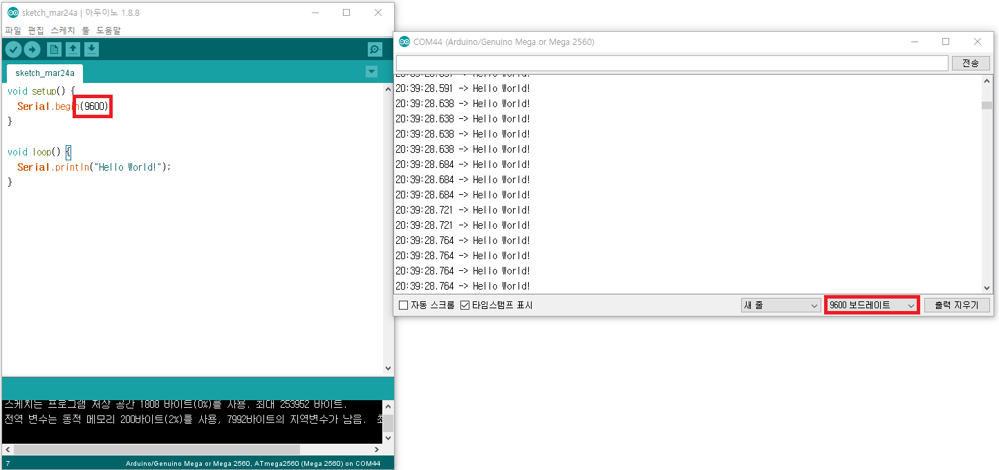 sketch_mar24a | 아두이노 1.8.8
파일 편집 스케치 툴 도움말
sketch_mar24a
void setup() {
Serial.begin(9600)
}
void loop() {
Serial.println("Hello World!");
}
스케치는 프로그램 저장 공간 1808 바이트(0%)를 사용. 최대 253952 바이트.
전역 변수는 동적 메모리 200바이트(2%)를 사용, 7992바이트의 지역변수가 남음.
7
Arduino/Genuino Mega or Mega 2560, ATmega2560 (Mega 2560) on COM44
COM44 (Arduino/Genuino Mega or Mega 2560)
전송
20:39:28.591 -> Hello World!
20:39:28.591 -> Hello World!
20:39:28.638 -> Hello World!
20:39:28.638 -> Hello World!
20:39:28.638 -> Hello World!
20:39:28.638 -> Hello World!
20:39:28.684 -> Hello World!
20:39:28.684 -> Hello World!
20:39:28.684 -> Hello World!
20:39:28.721 -> Hello World!
20:39:28.721 -> Hello World!
20:39:28.764 -> Hello World!
20:39:28.764 -> Hello World!
20:39:28.764 -> Hello World!
20:39:28.764 -> Hello World!
자동 스크롤 타임스탬프 표시 새 줄 9600 보드레이트 출력 지우기